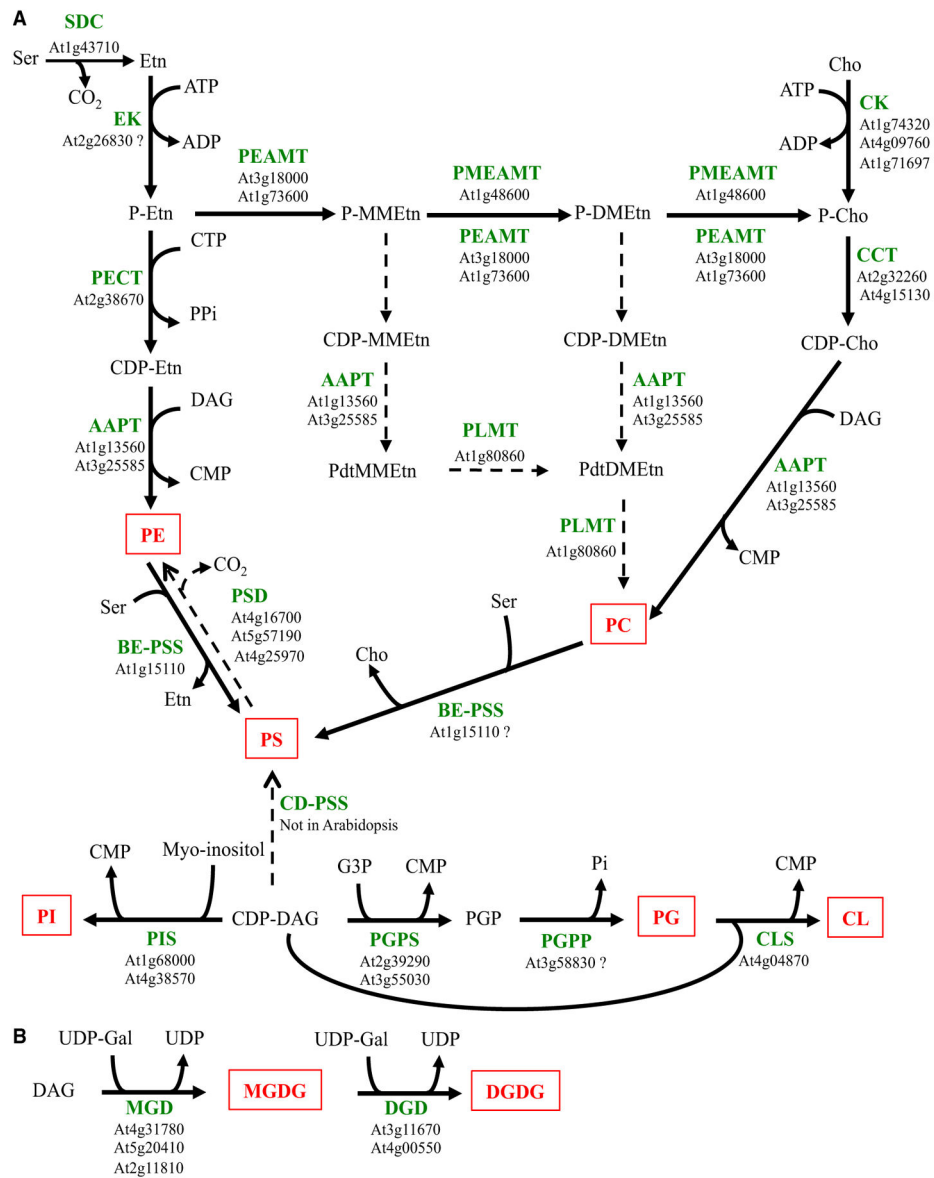 A
SDC
Ser
At1g43710
Etn
CO2
ATP
EK
At2g26830 ?
ADP
Cho
ATP
CK
At1g74320
At4g09760
At1g71697
ADP
PEAMT
At3g18000
At1g73600
PMEAMT
At1g48600
PMEAMT
At1g48600
P-Etn
P-MMEtn
P-DMEtn
P-Cho
PEAMT
At3g18000
At1g73600
PEAMT
At3g18000
At1g73600
CTP
PECT
At2g38670
PPi
CCT
At2g32260
At4g15130
CDP-Etn
CDP-MMEtn
CDP-DMEtn
CDP-Cho
DAG
AAPT
At1g13560
At3g25585
CMP
AAPT
At1g13560
At3g25585
AAPT
At1g13560
At3g25585
DAG
AAPT
At1g13560
At3g25585
CMP
PdtMMEtn
PLMT
At1g80860
PdtDMEtn
PLMT
At1g80860
PE
CO2
Ser
PSD
At4g16700
At5g57190
At4g25970
BE-PSS
At1g15110
Etn
Ser
PC
Cho
BE-PSS
At1g15110 ?
PS
CD-PSS
Not in Arabidopsis
CMP
Myo-inositol
G3P
CMP
Pi
CMP
PI
CDP-DAG
PGP
PG
CL
PIS
At1g68000
At4g38570
PGPS
At2g39290
At3g55030
PGPP
At3g58830 ?
CLS
At4g04870
B
UDP-Gal
UDP
UDP-Gal
UDP
DAG
MGDG
DGDG
MGD
At4g31780
At5g20410
At2g11810
DGD
At3g11670
At4g00550